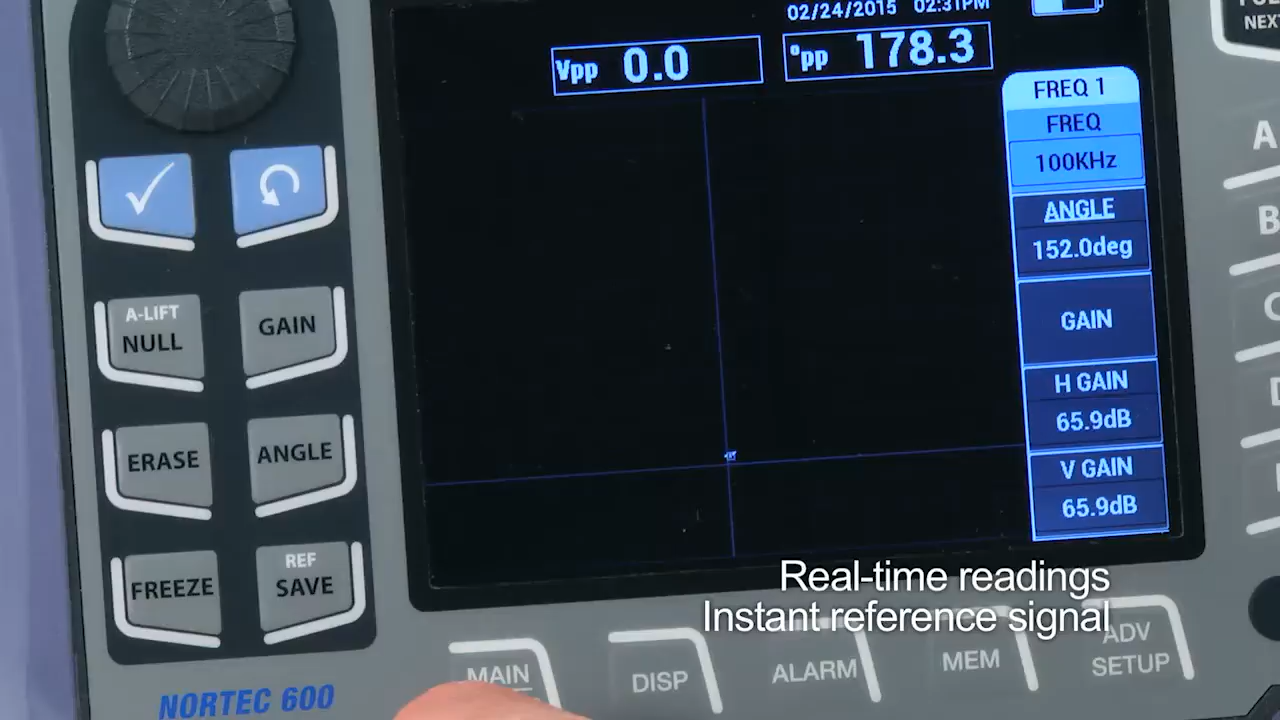 02/24/2015 02:31PM
Vpp 0.0
°pp 178.3
NEXT
FREQ 1
FREQ
100KHz
ANGLE
152.0deg
GAIN
H GAIN
65.9dB
V GAIN
65.9dB
A
B
A-LIFT
NULL
GAIN
ERASE
ANGLE
FREEZE
REF
SAVE
Real-time readings
Instant reference signal
MAIN
DISP
ALARM
MEM
ADV
SETUP
NORTEC 600